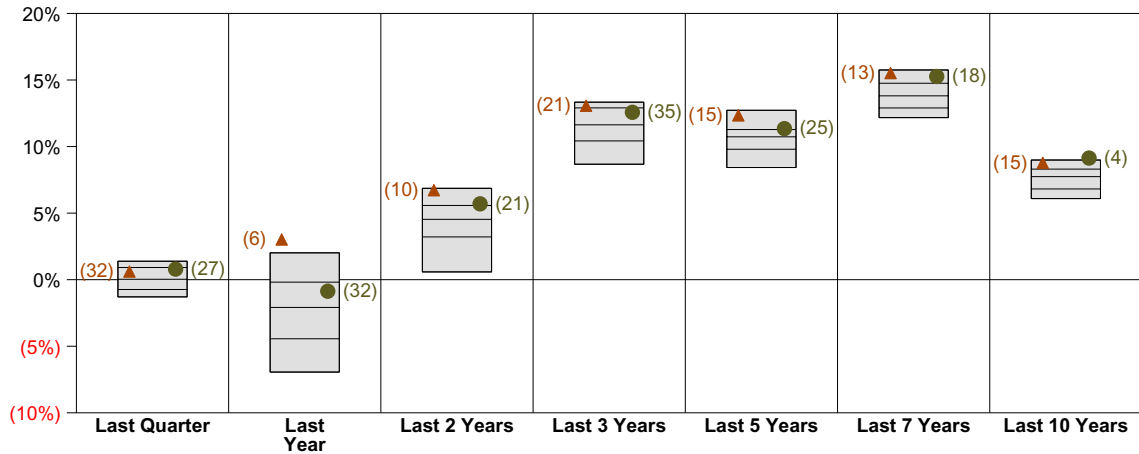 20%
15%
10%
5%
0%
(5%)
(10%)
(32)
(27)
(6)
(32)
(10)
(21)
(21)
(35)
(15)
(25)
(13)
(18)
(15)
(4)
Last Quarter
Last
Year
Last 2 Years
Last 3 Years
Last 5 Years
Last 7 Years
Last 10 Years